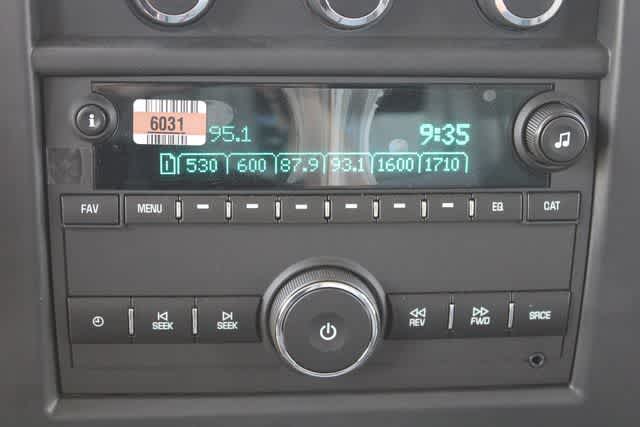 6031
95.1
9:35
1 530 600 87.9 93.1 1600 1710
i
FAV MENU EQ CAT
SEEK SEEK REV FWD SRCE